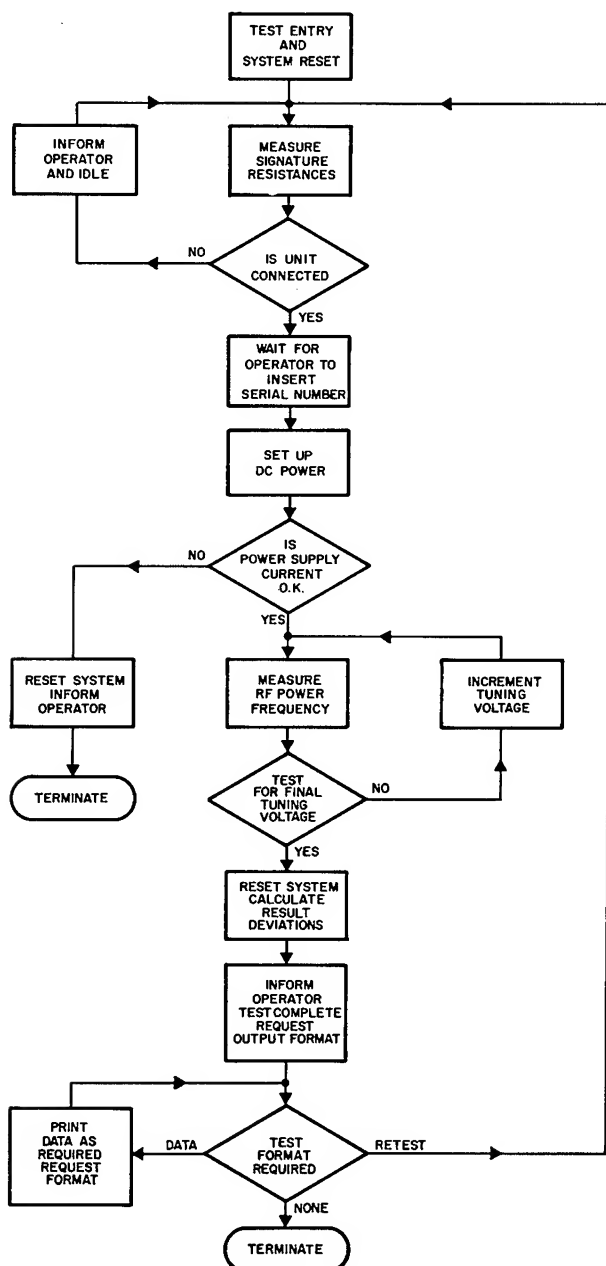 TEST ENTRY
AND
SYSTEM RESET
INFORM
OPERATOR
AND IDLE
MEASURE
SIGNATURE
RESISTANCES
NO
IS UNIT
CONNECTED
YES
WAIT FOR
OPERATOR TO
INSERT
SERIAL NUMBER
SET UP
DC POWER
NO
IS
POWER SUPPLY
CURRENT
O.K.
YES
RESET SYSTEM
INFORM
OPERATOR
MEASURE
RF POWER
FREQUENCY
INCREMENT
TUNING
VOLTAGE
TERMINATE
TEST
FOR FINAL
TUNING
VOLTAGE
NO
YES
RESET SYSTEM
CALCULATE
RESULT
DEVIATIONS
INFORM
OPERATOR
TEST COMPLETE
REQUEST
OUTPUT FORMAT
PRINT
DATA AS
REQUIRED
REQUEST
FORMAT
DATA
TEST
FORMAT
REQUIRED
RETEST
NONE
TERMINATE